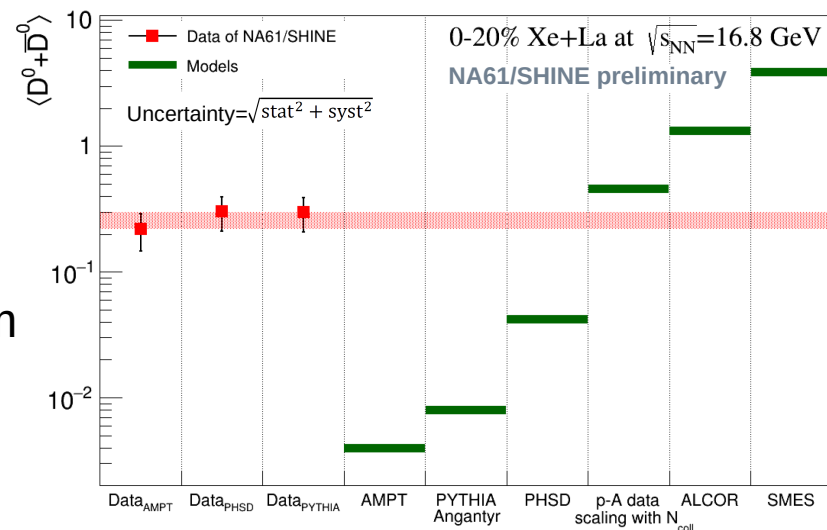 10
1
10⁻¹
10⁻²
⟨D⁰+D̅⁰⟩
Data of NA61/SHINE
Models
Uncertainty=√stat² + syst²
0-20% Xe+La at √sNN=16.8 GeV
NA61/SHINE preliminary
n
DataAMPT DataPHSD DataPYTHIA AMPT PYTHIA Angantyr PHSD p-A data scaling with Ncoll ALCOR SMES